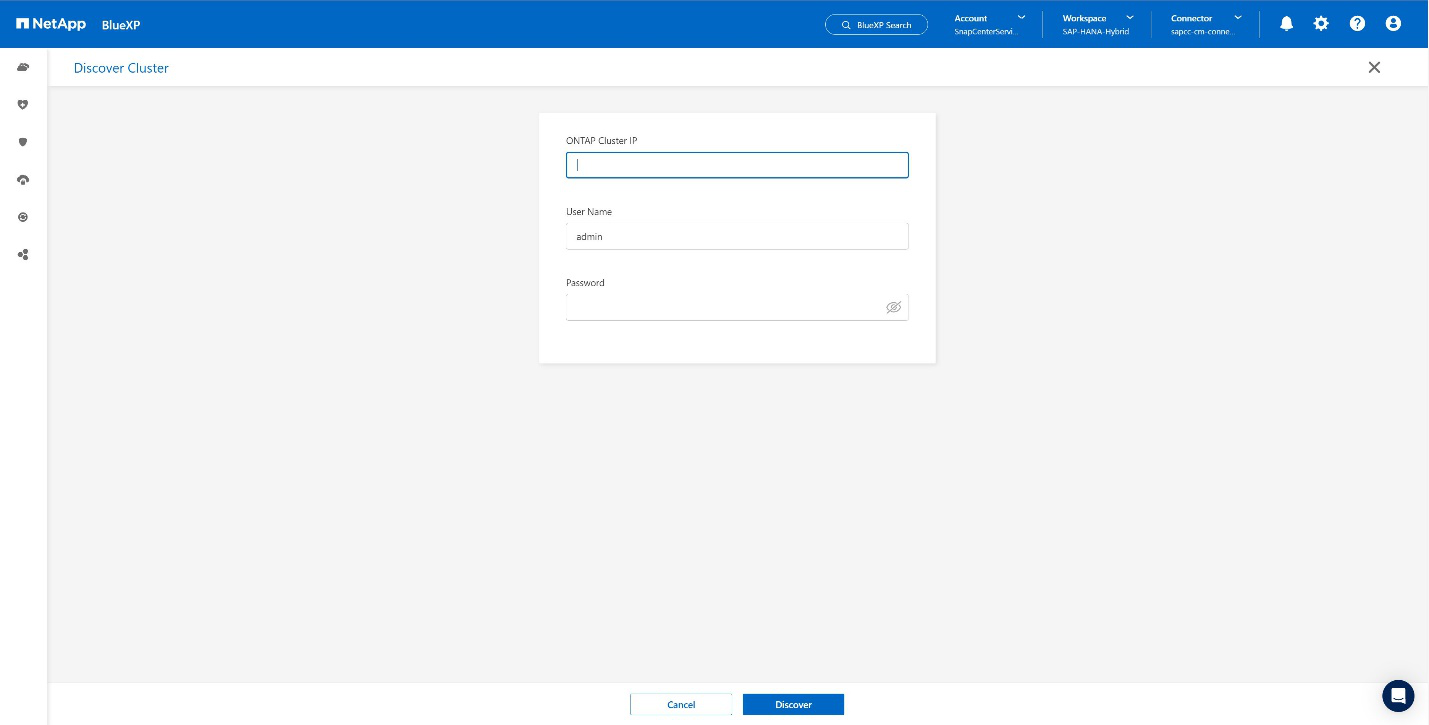 NetApp BlueXP
BlueXP Search
Account
SnapCenterServi...
Workspace
SAP-HANA-Hybrid
Connector
sapcc-cm-conne...
Discover Cluster
ONTAP Cluster IP
User Name
admin
Password
Cancel
Discover